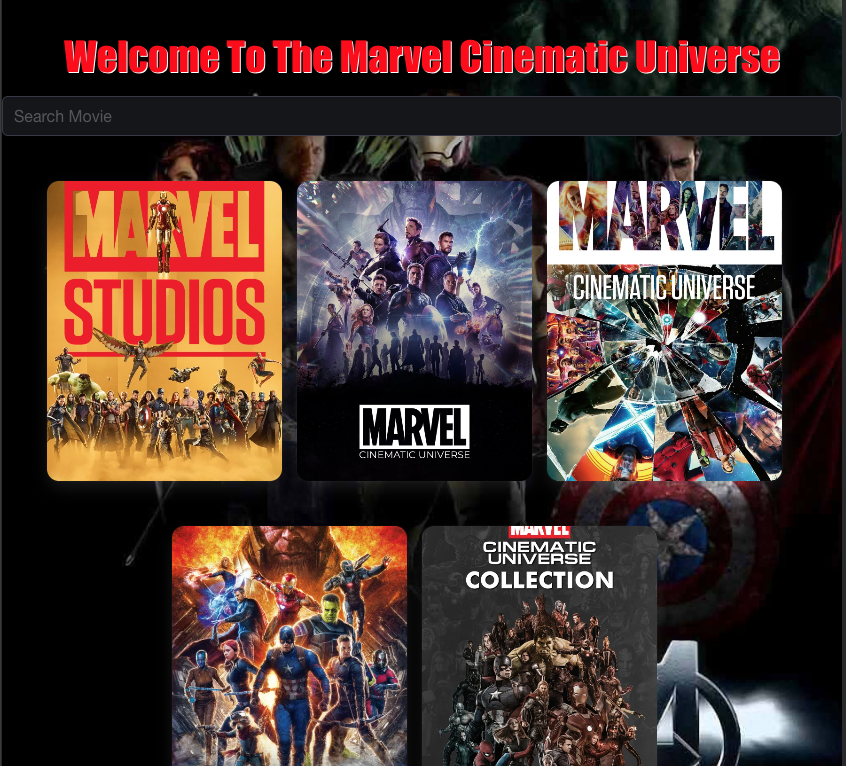 Welcome To The Marvel Cinematic Universe
Search Movie
MARVEL
STUDIOS
MARVEL
CINEMATIC UNIVERSE
MARVEL
CINEMATIC UNIVERSE
MARVEL
CINEMATIC
UNIVERSE
COLLECTION